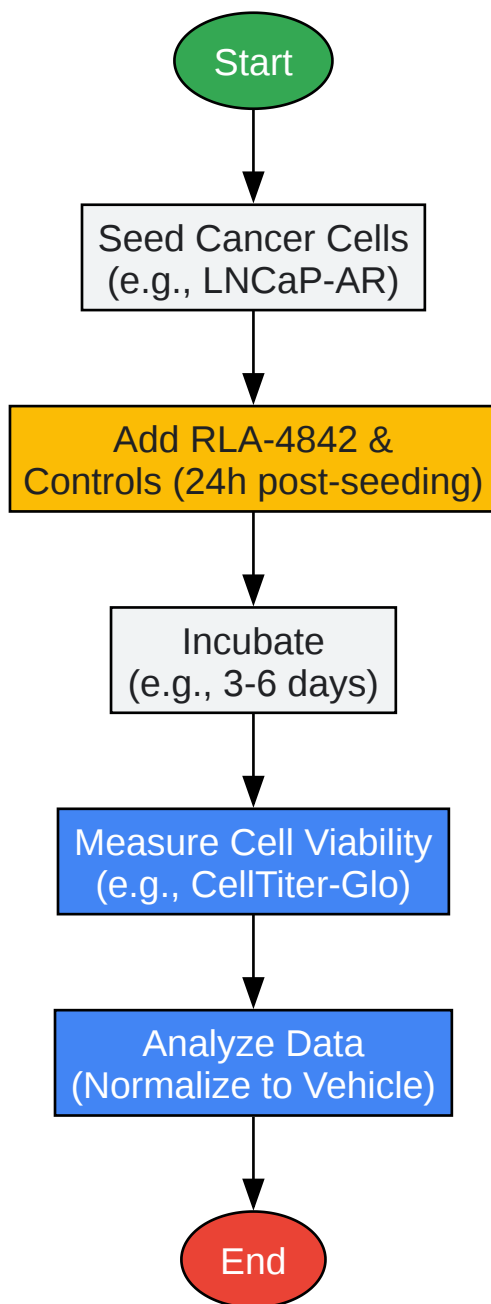 Start
Seed Cancer Cells
(e.g., LNCaP-AR)
Add RLA-4842 &
Controls (24h post-seeding)
Incubate
(e.g., 3-6 days)
Measure Cell Viability
(e.g., CellTiter-Glo)
Analyze Data
(Normalize to Vehicle)
End